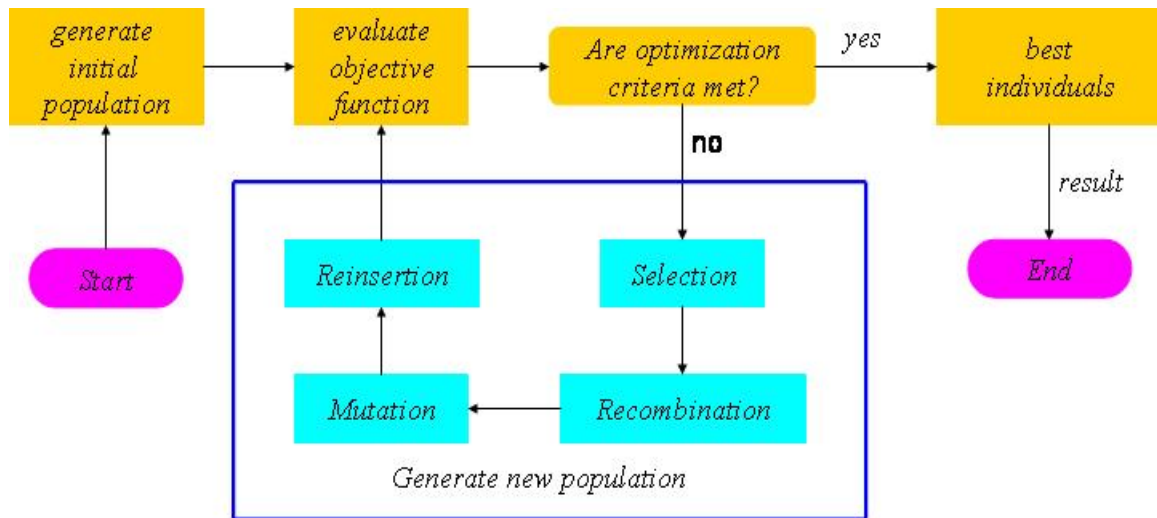 generate
initial
population
evaluate
objective
function
Are optimization
criteria met?
yes
best
individuals
no
result
Start
Reinsertion
Selection
End
Mutation
Recombination
Generate new population